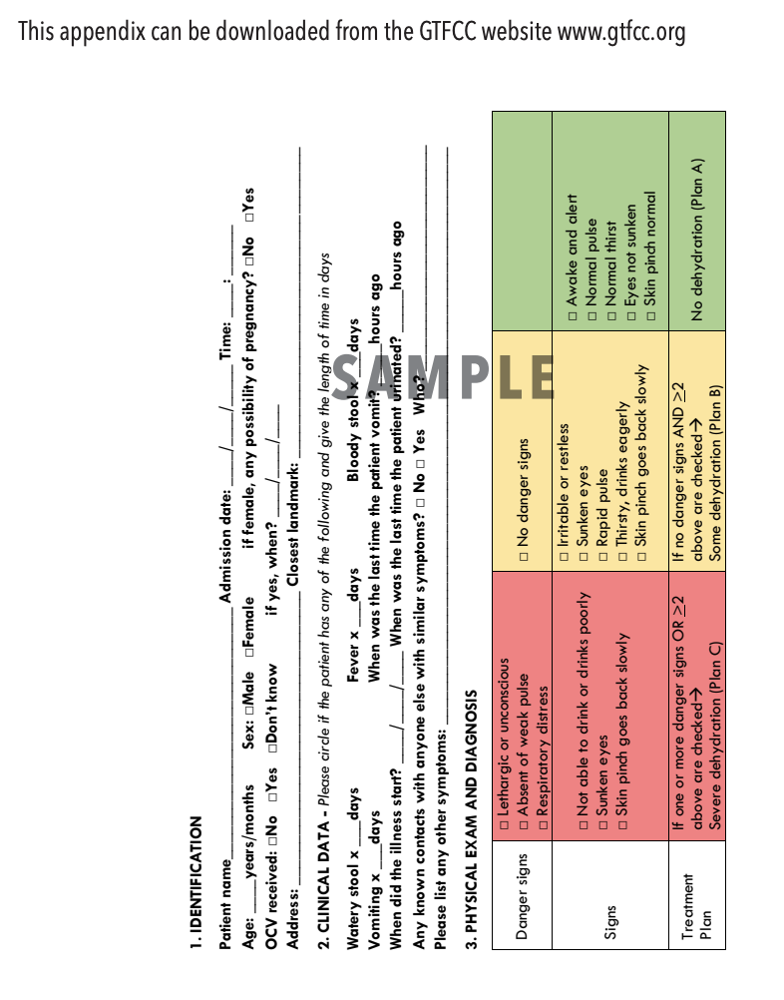 This appendix can be downloaded from the GTFCC website www.gtfcc.org
1. IDENTIFICATION
Patient name____________________ Admission date: ___/___/____ Time: ___:____
Age: ____years/months Sex: □Male □Female if female, any possibility of pregnancy? □No □Yes
OCV received: □No □Yes □Don't know if yes, when? ___/___/___
Address: ____________________ Closest landmark: ____________________
2. CLINICAL DATA - Please circle if the patient has any of the following and give the length of time in days
Watery stool x ___days Fever x ___days Bloody stool x ___days
Vomiting x ___days When was the last time the patient vomit? ____hours ago
When did the illness start? ___/___/___ When was the last time the patient urinated? ____hours ago
Any known contacts with anyone else with similar symptoms? □ No □ Yes Who? ____________________
Please list any other symptoms: ____________________
SAMPLE
3. PHYSICAL EXAM AND DIAGNOSIS
Danger signs
□ Lethargic or unconscious
□ Absent of weak pulse
□ Respiratory distress
□ No danger signs
Signs
□ Not able to drink or drinks poorly
□ Sunken eyes
□ Skin pinch goes back slowly
□ Irritable or restless
□ Sunken eyes
□ Rapid pulse
□ Thirsty, drinks eagerly
□ Skin pinch goes back slowly
□ Awake and alert
□ Normal pulse
□ Normal thirst
□ Eyes not sunken
□ Skin pinch normal
Treatment
Plan
If one or more danger signs OR ≥2
above are checked→
Severe dehydration (Plan C)
If no danger signs AND ≥2
above are checked→
Some dehydration (Plan B)
No dehydration (Plan A)